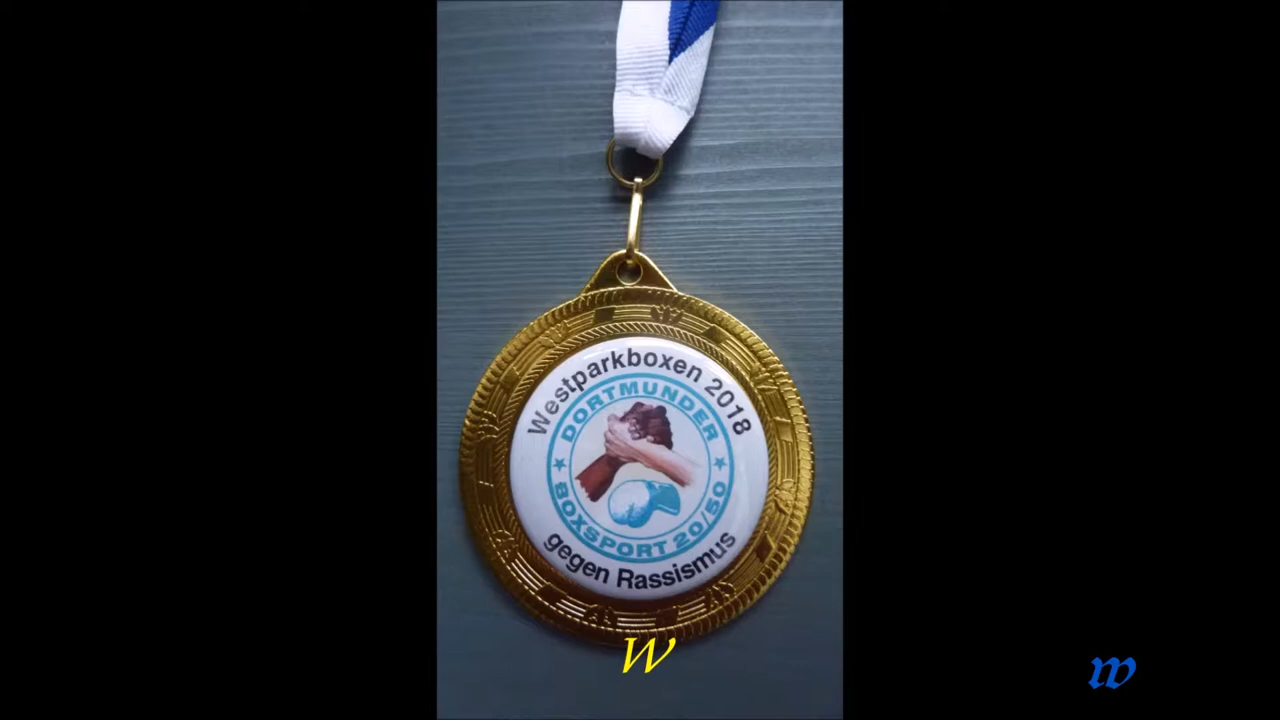 Westparkboxen 2018
DORTMUNDER
BOXSPORT 20/50
gegen Rassismus
W
w